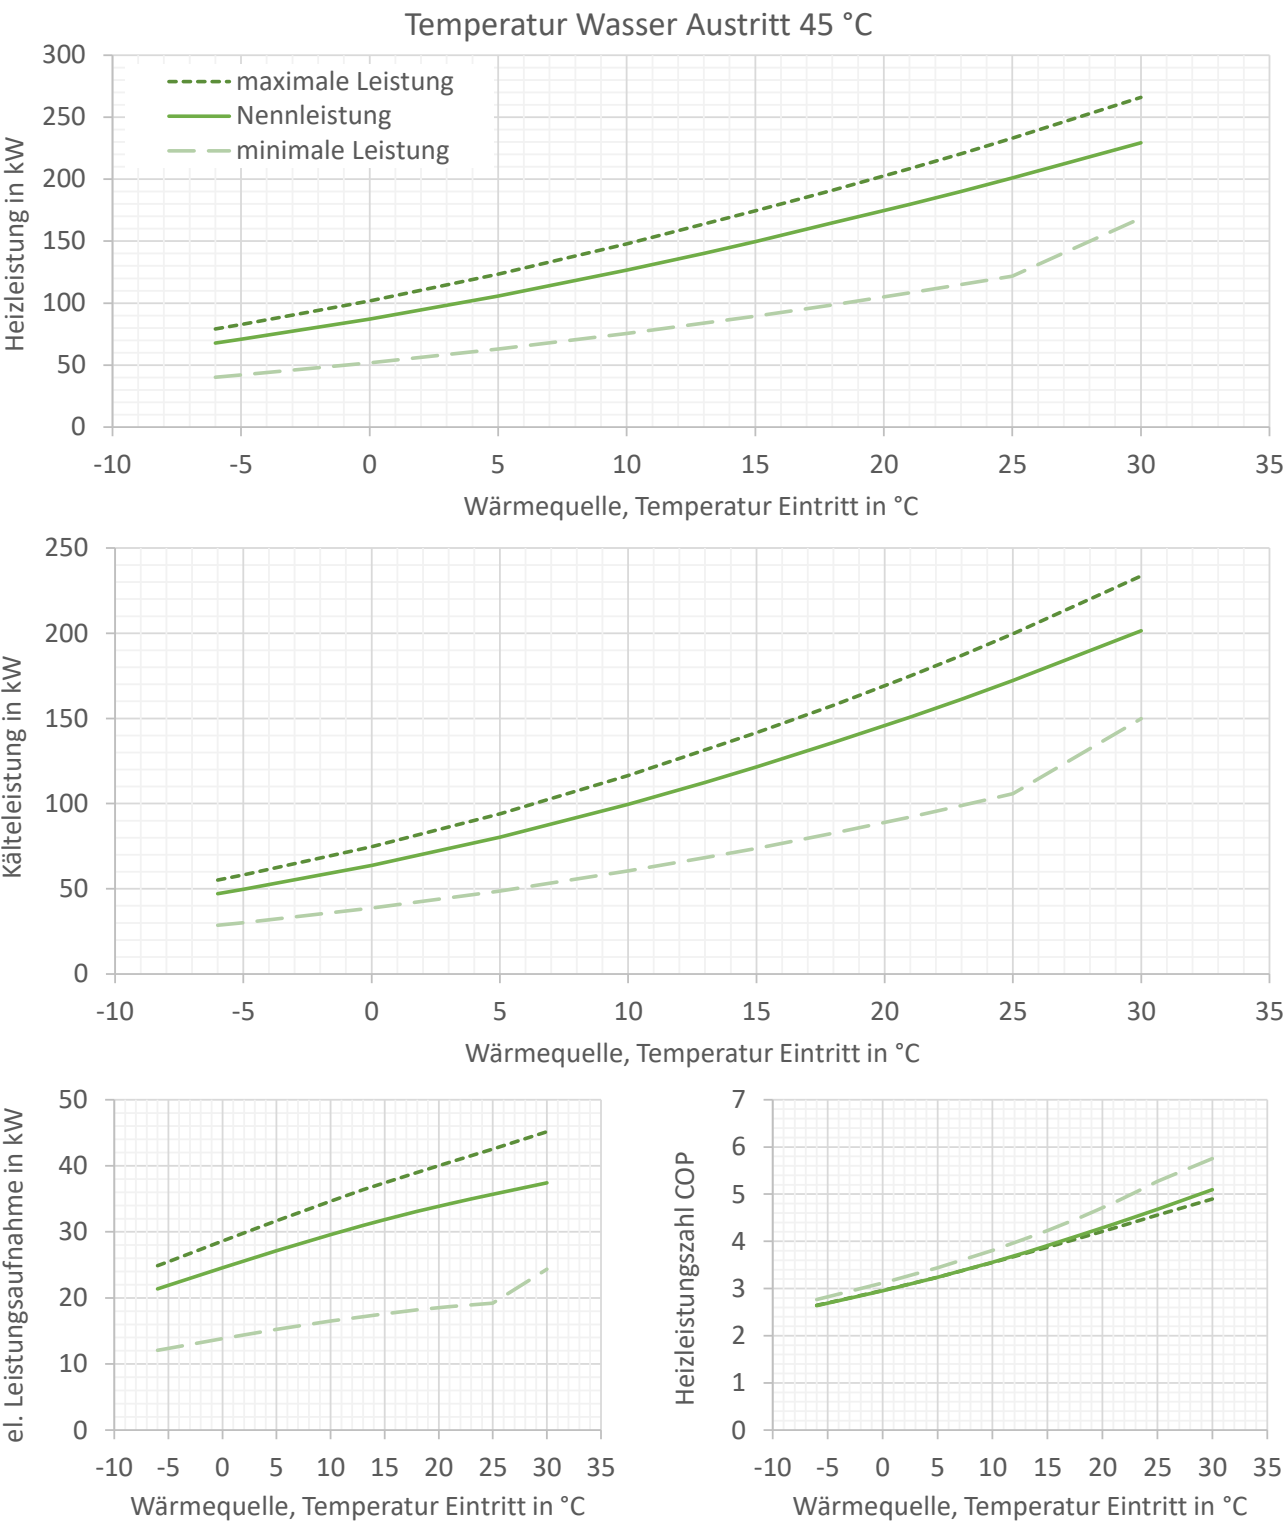 Temperatur Wasser Austritt 45 °C
maximale Leistung
Nennleistung
minimale Leistung
Heizleistung in kW
300
250
200
150
100
50
0
-10 -5 0 5 10 15 20 25 30 35
Wärmequelle, Temperatur Eintritt in °C
Kälteleistung in kW
250
200
150
100
50
0
-10 -5 0 5 10 15 20 25 30 35
Wärmequelle, Temperatur Eintritt in °C
el. Leistungsaufnahme in kW
50
40
30
20
10
0
-10 -5 0 5 10 15 20 25 30 35
Wärmequelle, Temperatur Eintritt in °C
Heizleistungszahl COP
7
6
5
4
3
2
1
0
-10 -5 0 5 10 15 20 25 30 35
Wärmequelle, Temperatur Eintritt in °C